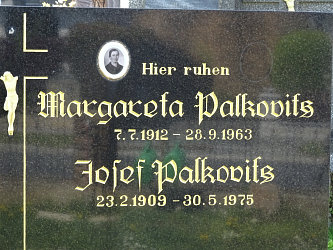 Hier ruhen
Margareta Palkovits
7.7.1912 – 28.9.1963
Josef Palkovits
23.2.1909 – 30.5.1975